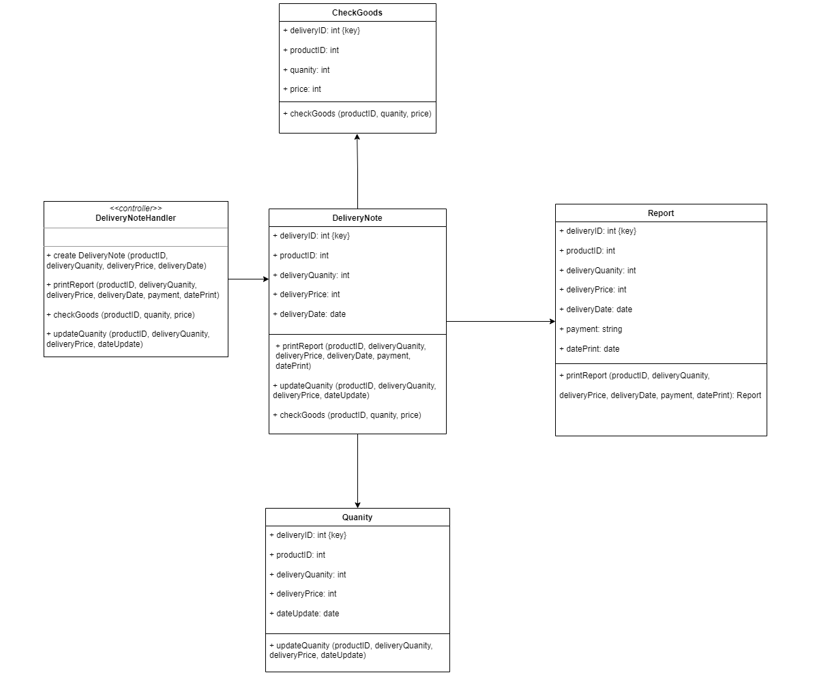 CheckGoods
+ deliveryID: int {key}
+ productID: int
+ quanity: int
+ price: int
+ checkGoods (productID, quanity, price)
<<controller>>
DeliveryNoteHandler
+ create DeliveryNote (productID,
deliveryQuanity, deliveryPrice, deliveryDate)
+ printReport (productID, deliveryQuanity,
deliveryPrice, deliveryDate, payment, datePrint)
+ checkGoods (productID, quanity, price)
+ updateQuanity (productID, deliveryQuanity,
deliveryPrice, dateUpdate)
DeliveryNote
+ deliveryID: int {key}
+ productID: int
+ deliveryQuanity: int
+ deliveryPrice: int
+ deliveryDate: date
+ printReport (productID, deliveryQuanity,
deliveryPrice, deliveryDate, payment,
datePrint)
+ updateQuanity (productID, deliveryQuanity,
deliveryPrice, dateUpdate)
+ checkGoods (productID, quanity, price)
Report
+ deliveryID: int {key}
+ productID: int
+ deliveryQuanity: int
+ deliveryPrice: int
+ deliveryDate: date
+ payment: string
+ datePrint: date
+ printReport (productID, deliveryQuanity,
deliveryPrice, deliveryDate, payment, datePrint): Report
Quanity
+ deliveryID: int {key}
+ productID: int
+ deliveryQuanity: int
+ deliveryPrice: int
+ dateUpdate: date
+ updateQuanity (productID, deliveryQuanity,
deliveryPrice, dateUpdate)